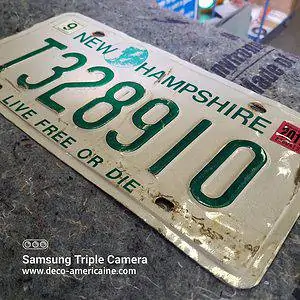 9
NEW HAMPSHIRE
T328910
LIVE FREE OR DIE
Samsung Triple Camera
www.deco-americaine.com